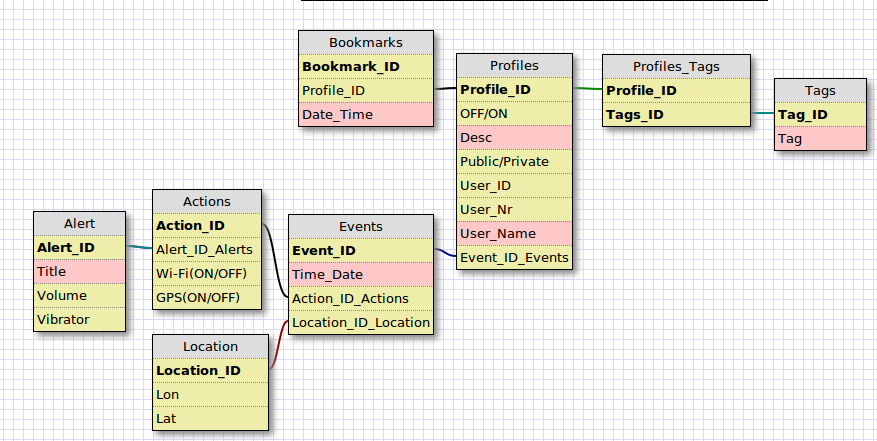 Bookmarks
Bookmark_ID
Profile_ID
Date_Time
Profiles
Profile_ID
OFF/ON
Desc
Public/Private
User_ID
User_Nr
User_Name
Event_ID_Events
Profiles_Tags
Profile_ID
Tags_ID
Tags
Tag_ID
Tag
Alert
Alert_ID
Title
Volume
Vibrator
Actions
Action_ID
Alert_ID_Alerts
Wi-Fi(ON/OFF)
GPS(ON/OFF)
Events
Event_ID
Time_Date
Action_ID_Actions
Location_ID_Location
Location
Location_ID
Lon
Lat